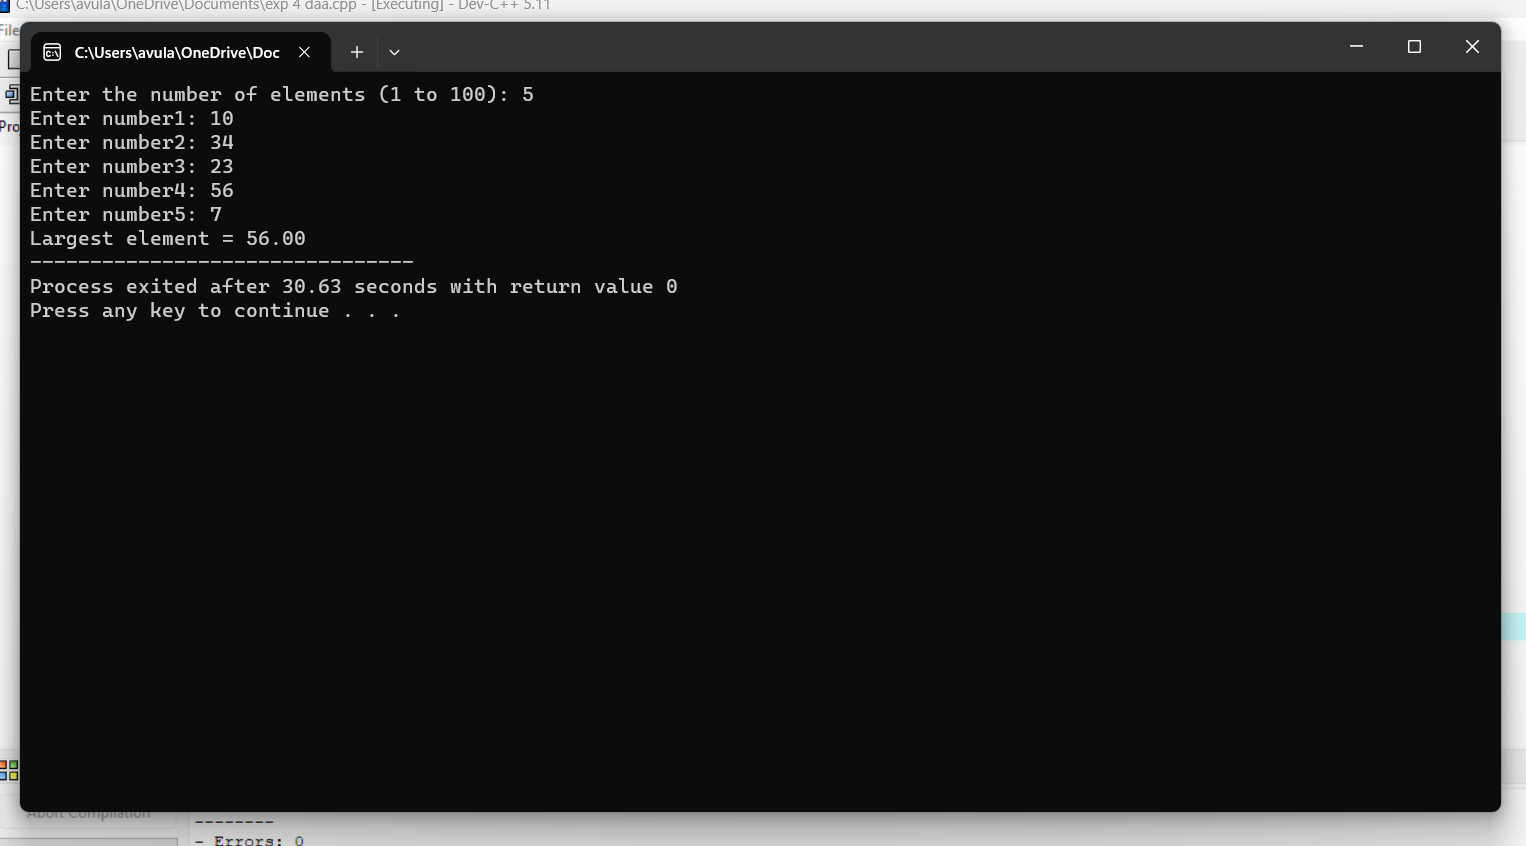 C:\Users\avula\OneDrive\Documents\exp 4 daa.cpp - [Executing] - Dev-C++ 5.11
File
C:\Users\avula\OneDrive\Doc
Enter the number of elements (1 to 100): 5
Enter number1: 10
Enter number2: 34
Enter number3: 23
Enter number4: 56
Enter number5: 7
Largest element = 56.00
--------------------------------
Process exited after 30.63 seconds with return value 0
Press any key to continue . . .
Abort Compilation
--------
- Errors: 0